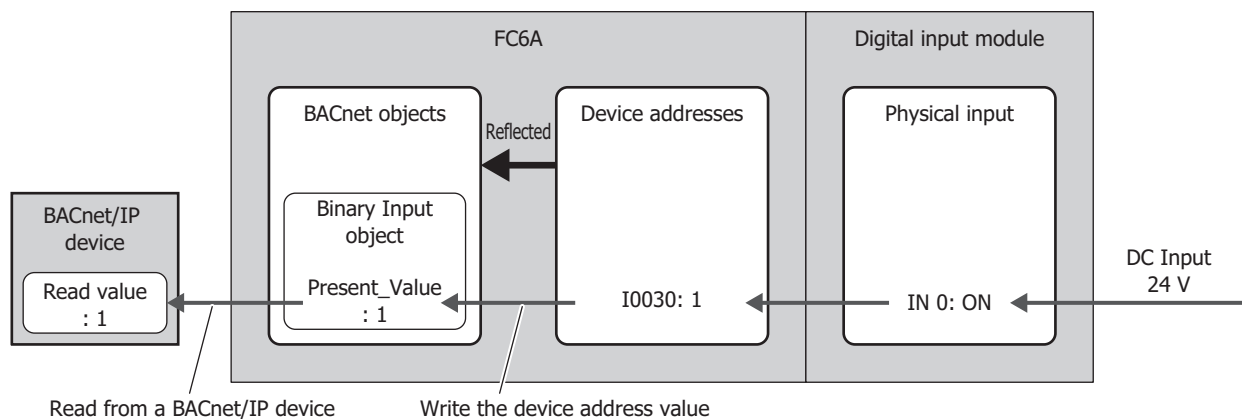 FC6A
Digital input module
BACnet objects
Device addresses
Physical input
Reflected
BACnet/IP
device
Binary Input
object
DC Input
24 V
Read value
: 1
Present_Value
: 1
I0030: 1
IN 0: ON
Read from a BACnet/IP device
Write the device address value